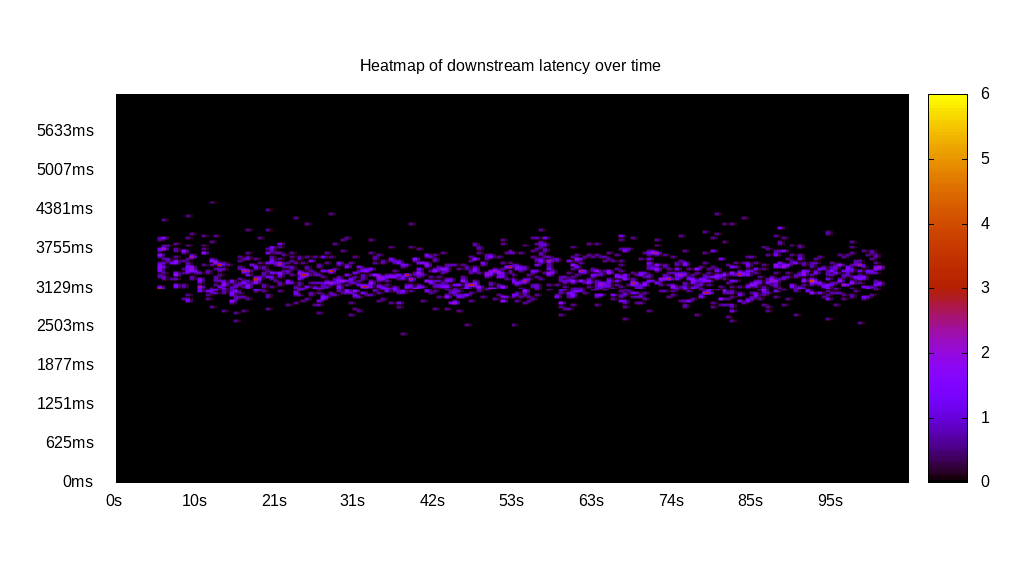 Heatmap of downstream latency over time
5633ms
5007ms
4381ms
3755ms
3129ms
2503ms
1877ms
1251ms
625ms
0ms
0s 10s 21s 31s 42s 53s 63s 74s 85s 95s
6
5
4
3
2
1
0